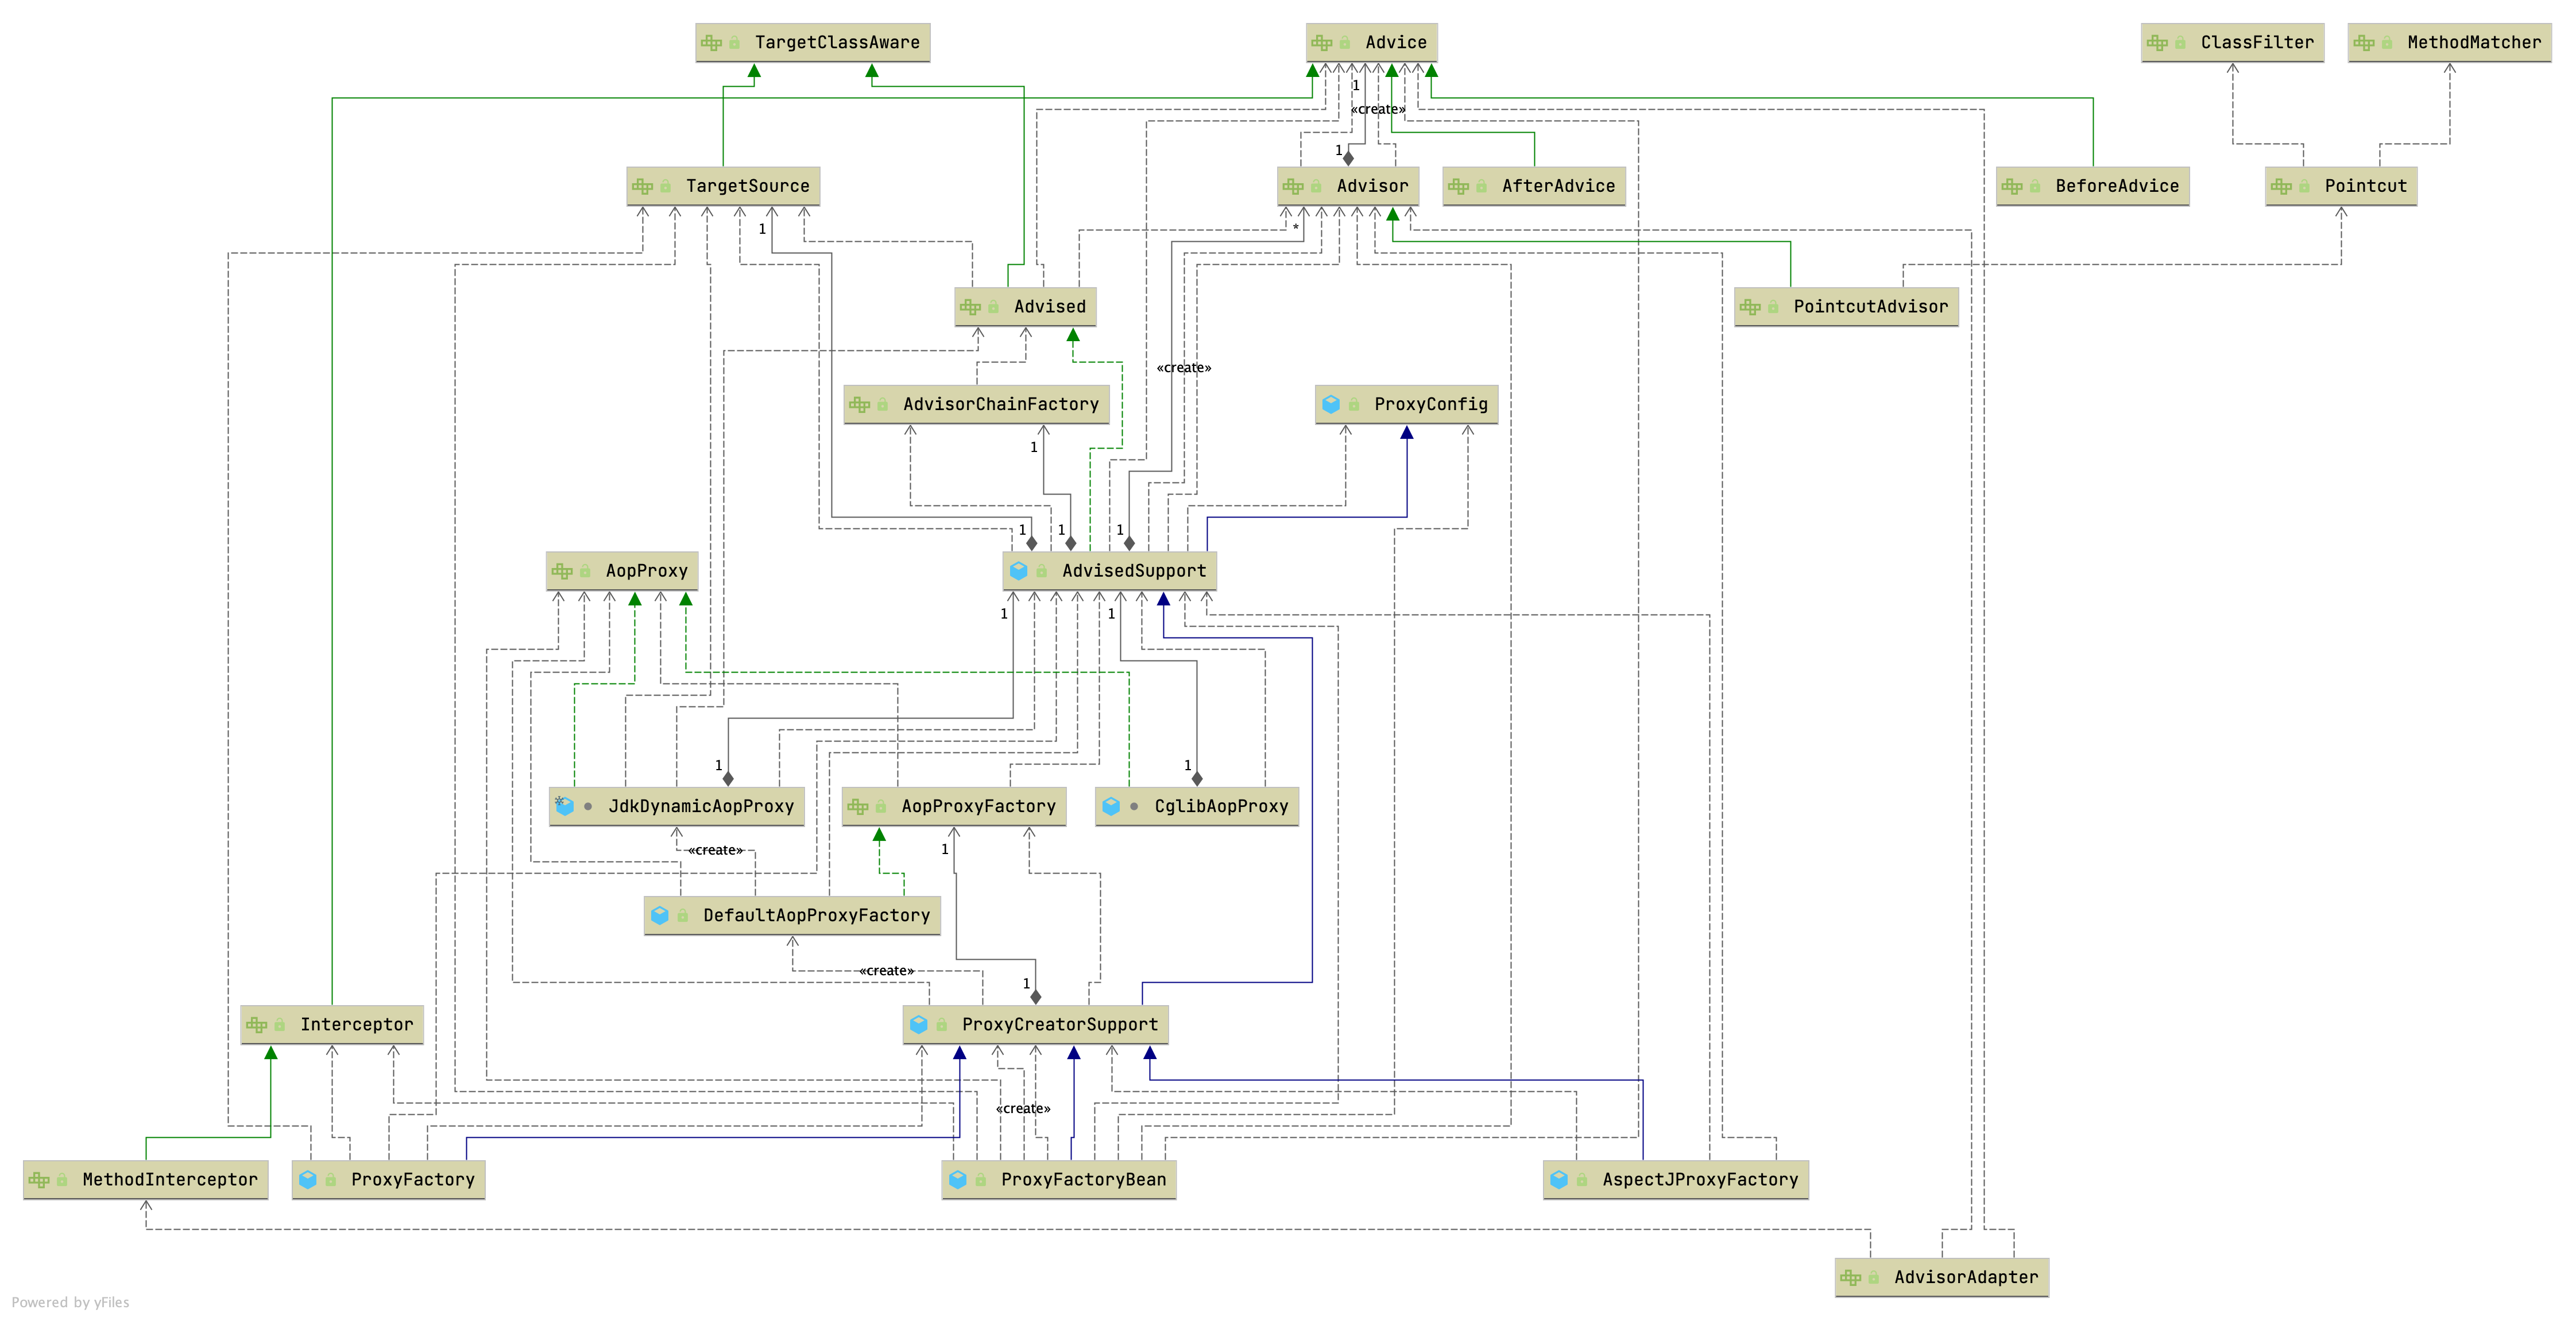 TargetClassAware
Advice
ClassFilter
MethodMatcher
1
«create»
1
TargetSource
Advisor
AfterAdvice
BeforeAdvice
Pointcut
1
*
Advised
PointcutAdvisor
«create»
AdvisorChainFactory
ProxyConfig
1
1
1
1
AopProxy
AdvisedSupport
1
1
1
1
JdkDynamicAopProxy
AopProxyFactory
CglibAopProxy
«create»
1
DefaultAopProxyFactory
«create»
1
Interceptor
ProxyCreatorSupport
«create»
MethodInterceptor
ProxyFactory
ProxyFactoryBean
AspectJProxyFactory
AdvisorAdapter
Powered by yFiles